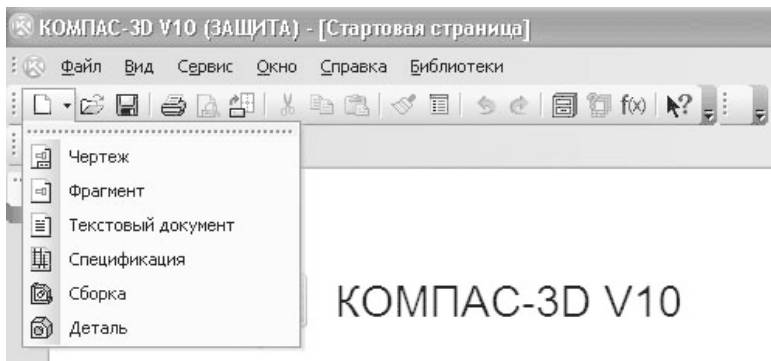 КОМПАС-3D V10 (ЗАЩИТА) - [Стартовая страница]
Файл Вид Сервис Окно Справка Библиотеки
f(x) ?
Чертеж
Фрагмент
Текстовый документ
Спецификация
Сборка
Деталь
КОМПАС-3D V10